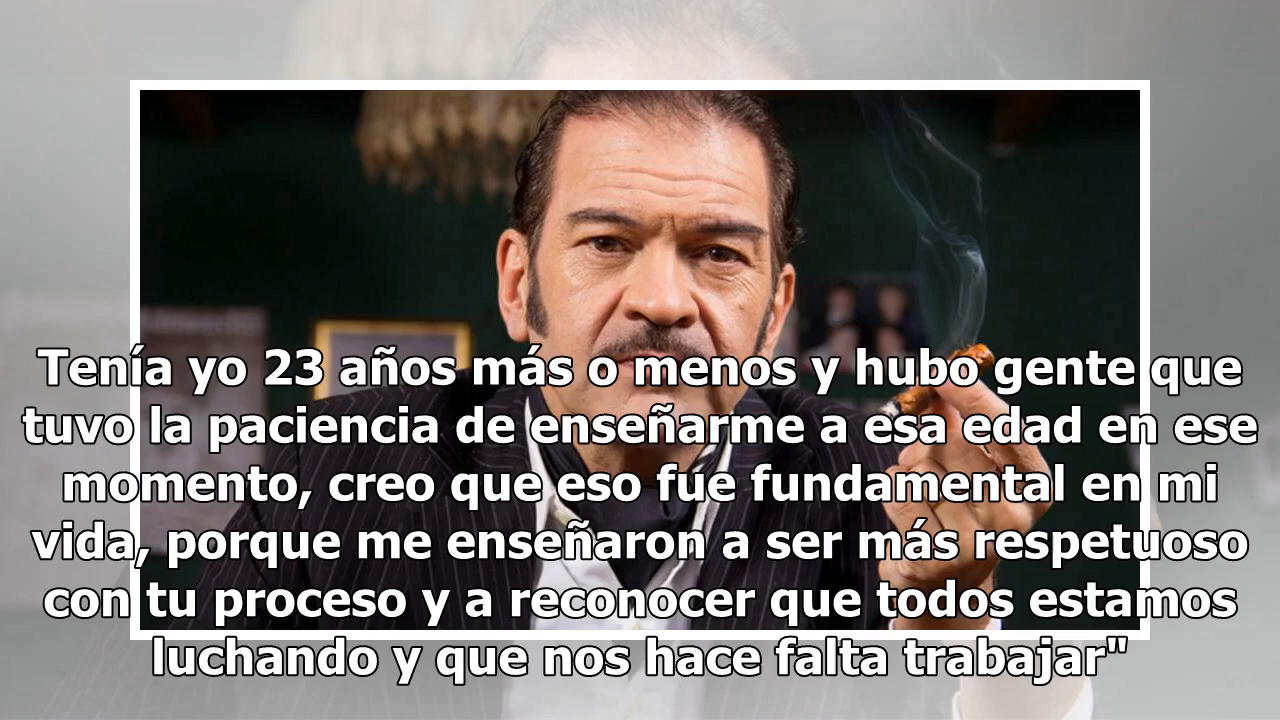 Tenía yo 23 años más o menos y hubo gente que
tuvo la paciencia de enseñarme a esa edad en ese
momento, creo que eso fue fundamental en mi
vida, porque me enseñaron a ser más respetuoso
con tu proceso y a reconocer que todos estamos
luchando y que nos hace falta trabajar"